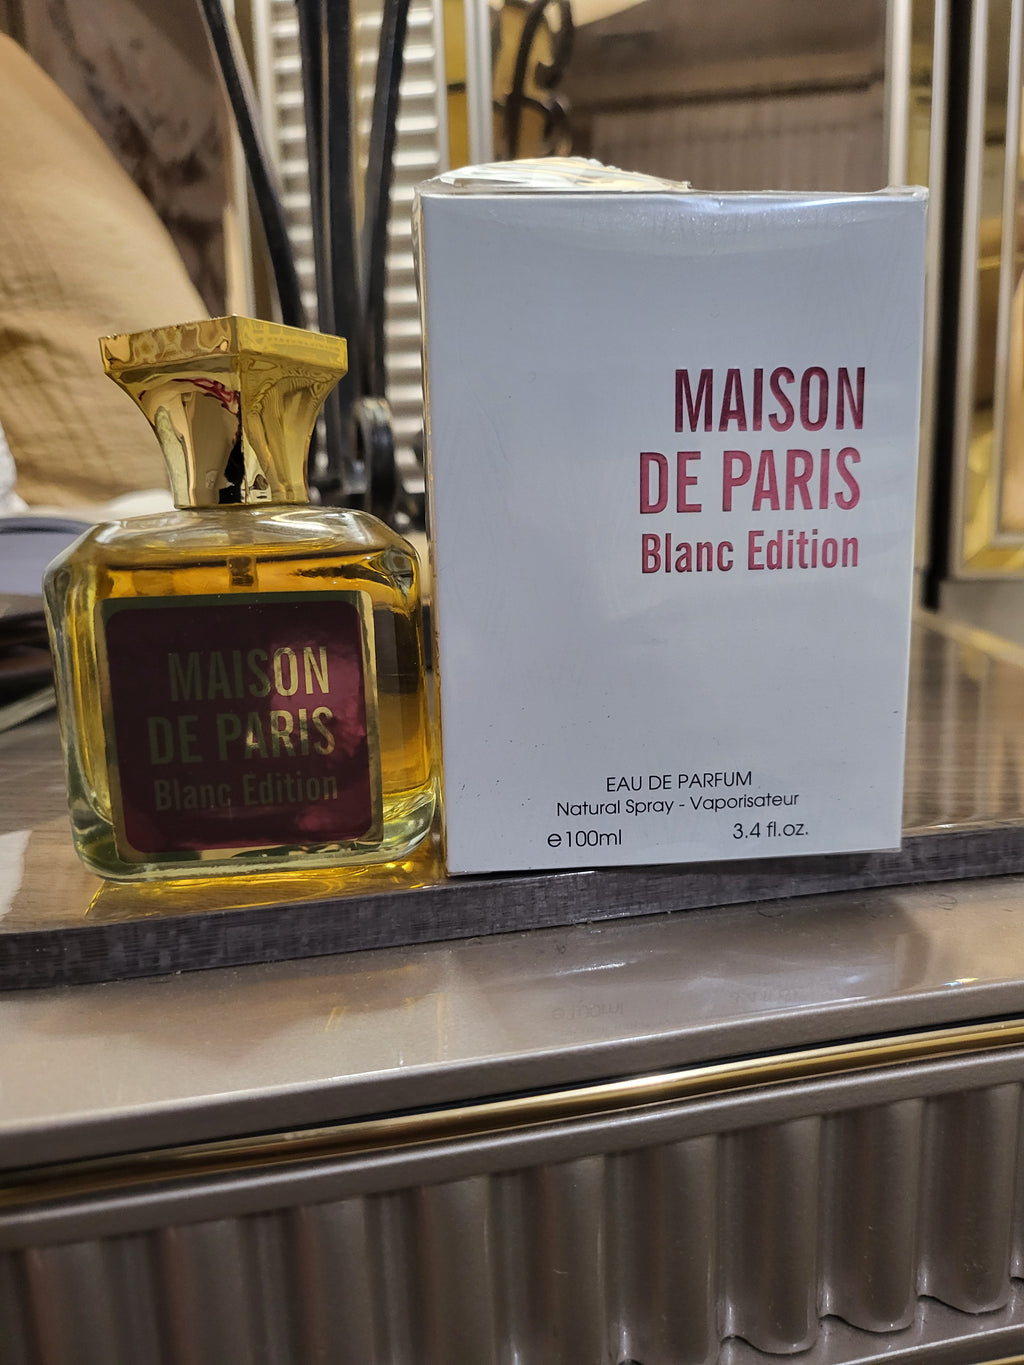 MAISON
DE PARIS
Blanc Edition
MAISON
DE PARIS
Blanc Edition
EAU DE PARFUM
Natural Spray - Vaporisateur
℮100ml 3.4 fl.oz.